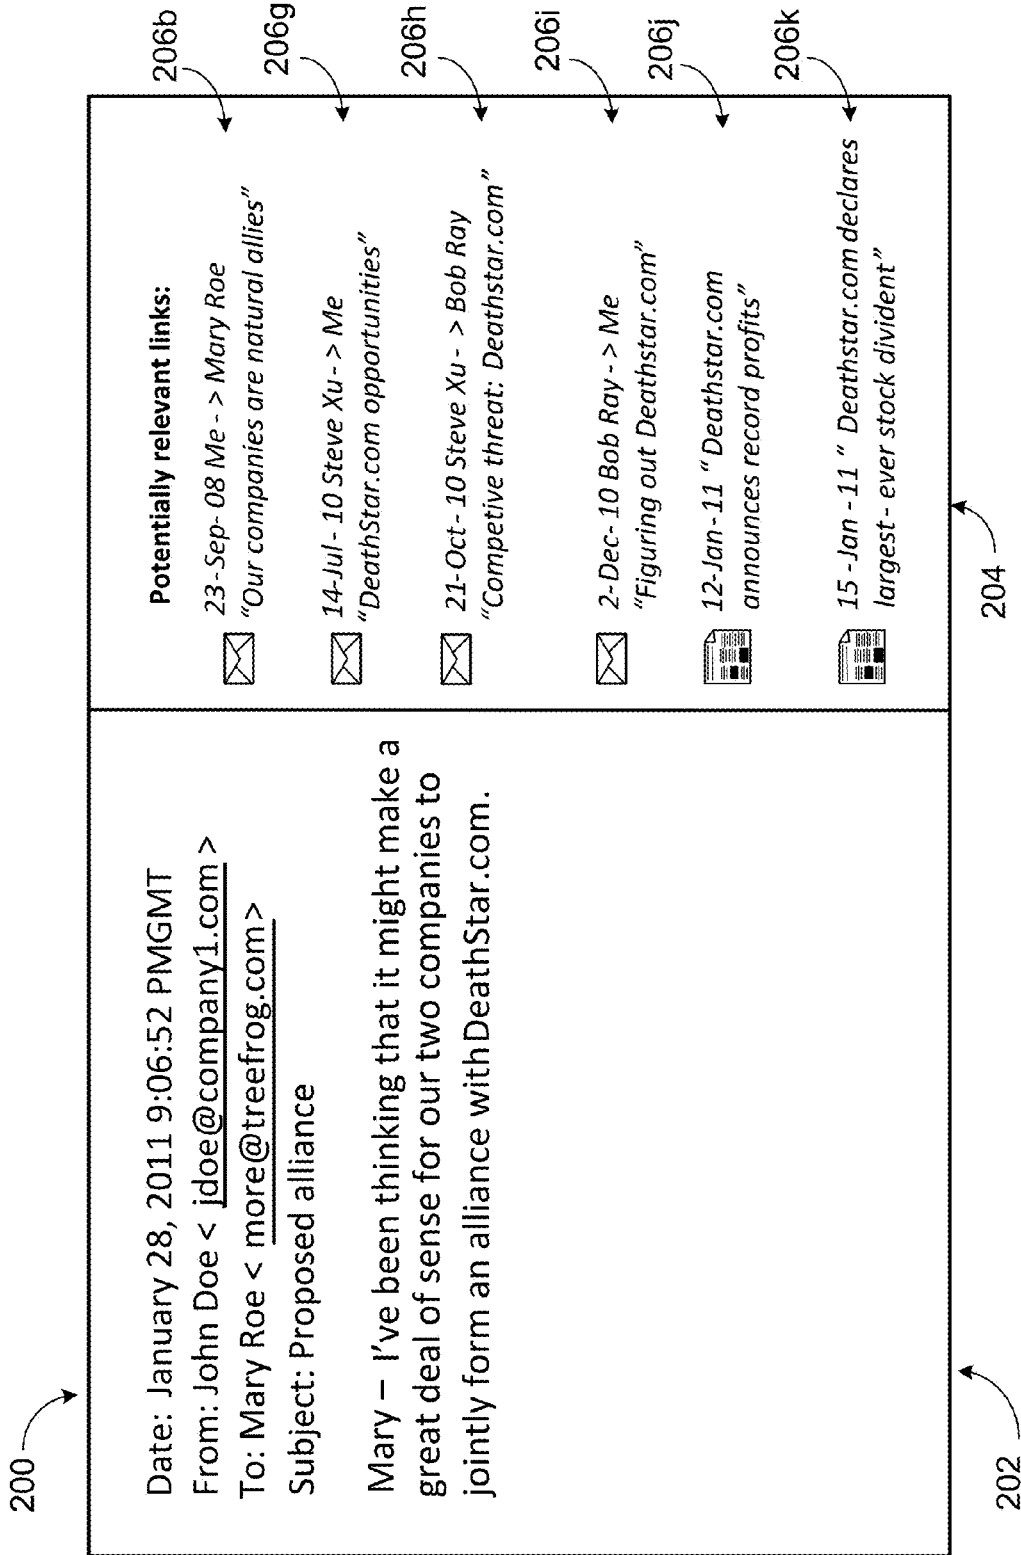 200
Date: January 28, 2011 9:06:52 PMGMT
From: John Doe < jdoe@company1.com >
To: Mary Roe < more@treefrog.com >
Subject: Proposed alliance
Mary – I've been thinking that it might make a
great deal of sense for our two companies to
jointly form an alliance with DeathStar.com.
202
Potentially relevant links:
23-Sep- 08 Me - > Mary Roe
“Our companies are natural allies”
206b
14-Jul - 10 Steve Xu - > Me
“DeathStar.com opportunities”
206g
21-Oct- 10 Steve Xu - > Bob Ray
“Competive threat: Deathstar.com”
206h
2-Dec- 10 Bob Ray - > Me
“Figuring out Deathstar.com”
206i
12-Jan - 11 “ Deathstar.com
announces record profits”
206j
15 -Jan - 11 “ Deathstar.com declares
largest - ever stock divident”
206k
204